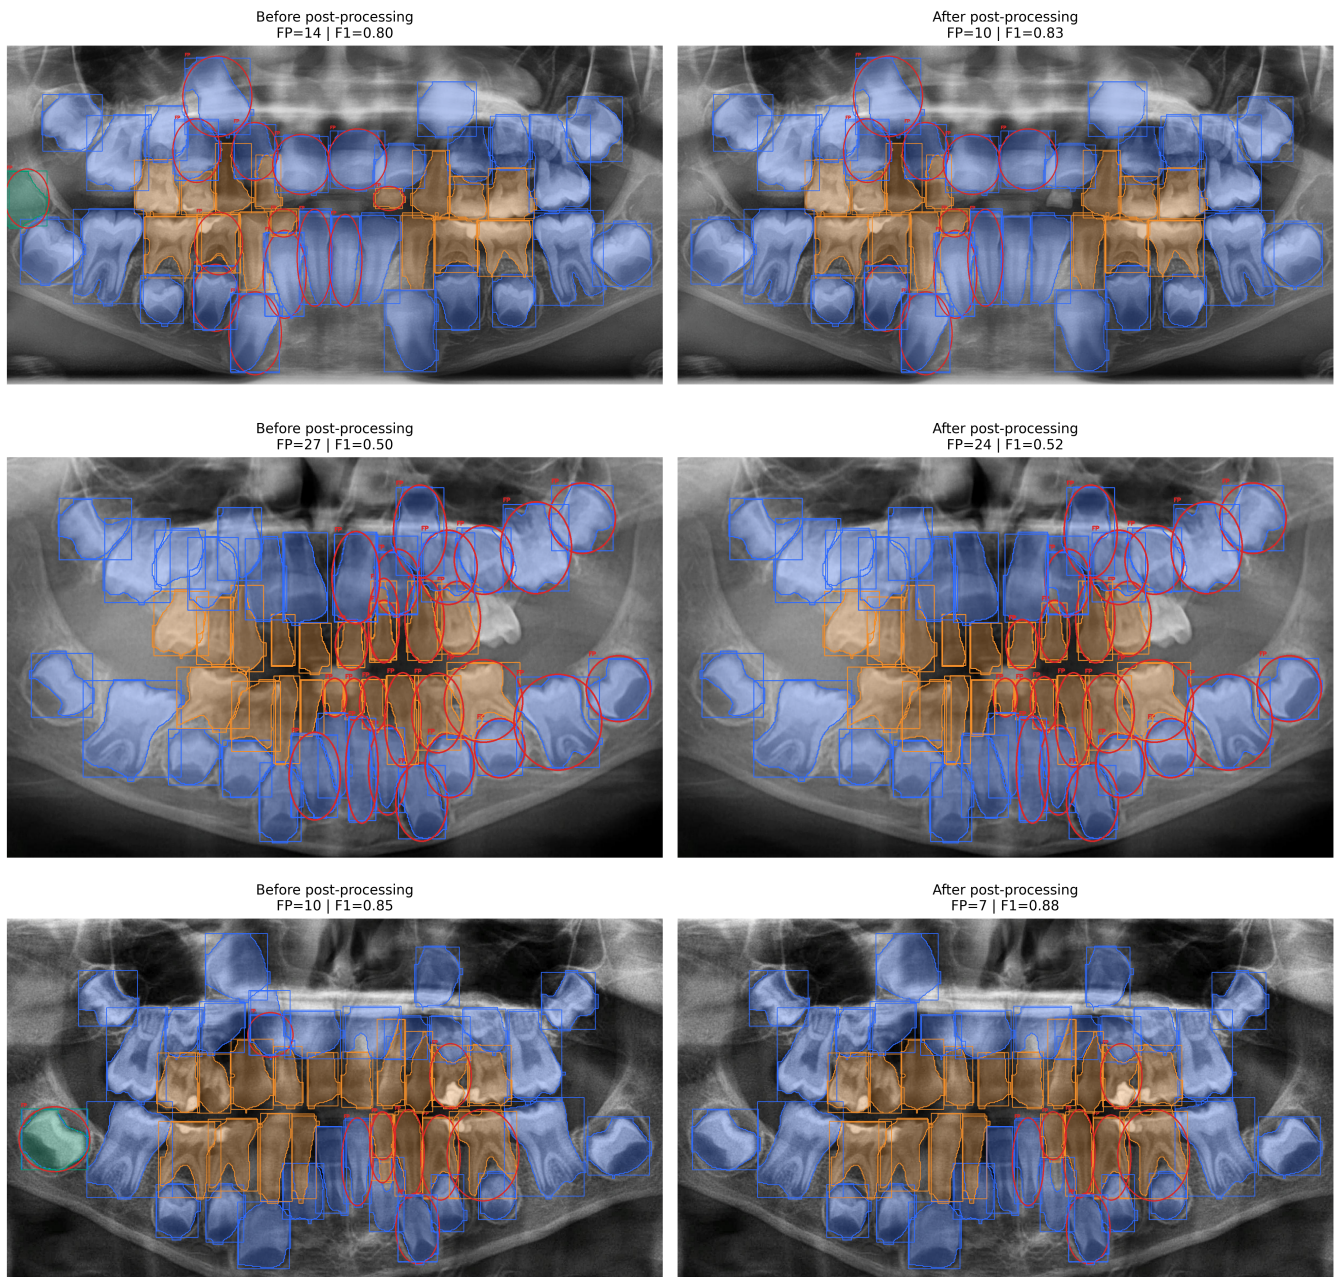 Before post-processing
FP=14 | F1=0.80
After post-processing
FP=10 | F1=0.83
Before post-processing
FP=27 | F1=0.50
After post-processing
FP=24 | F1=0.52
Before post-processing
FP=10 | F1=0.85
After post-processing
FP=7 | F1=0.88